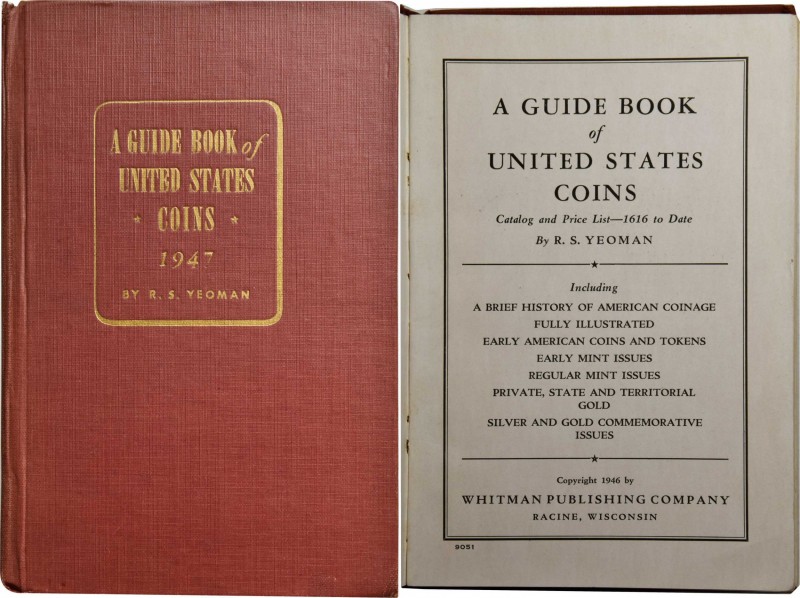 A GUIDE BOOK of
UNITED STATES
* COINS *
1947
BY R. S. YEOMAN
A GUIDE BOOK
of
UNITED STATES
COINS
Catalog and Price List—1616 to Date
By R. S. YEOMAN
Including
A BRIEF HISTORY OF AMERICAN COINAGE
FULLY ILLUSTRATED
EARLY AMERICAN COINS AND TOKENS
EARLY MINT ISSUES
REGULAR MINT ISSUES
PRIVATE, STATE AND TERRITORIAL
GOLD
SILVER AND GOLD COMMEMORATIVE
ISSUES
Copyright 1946 by
WHITMAN PUBLISHING COMPANY
RACINE, WISCONSIN
9051